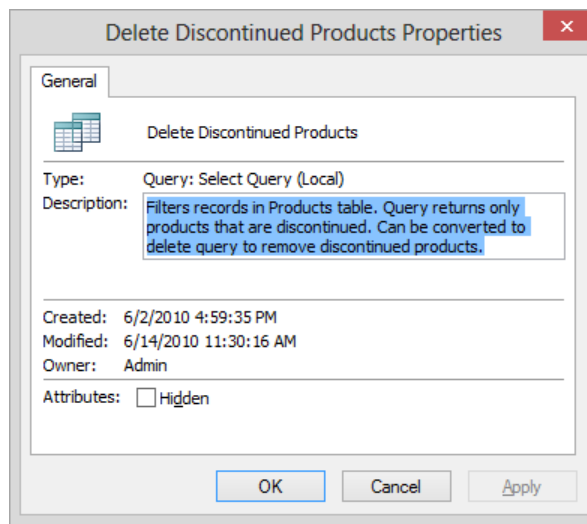 Delete Discontinued Products Properties
General
Delete Discontinued Products
Type: Query: Select Query (Local)
Description: Filters records in Products table. Query returns only
products that are discontinued. Can be converted to
delete query to remove discontinued products.
Created: 6/2/2010 4:59:35 PM
Modified: 6/14/2010 11:30:16 AM
Owner: Admin
Attributes: Hidden
OK Cancel Apply